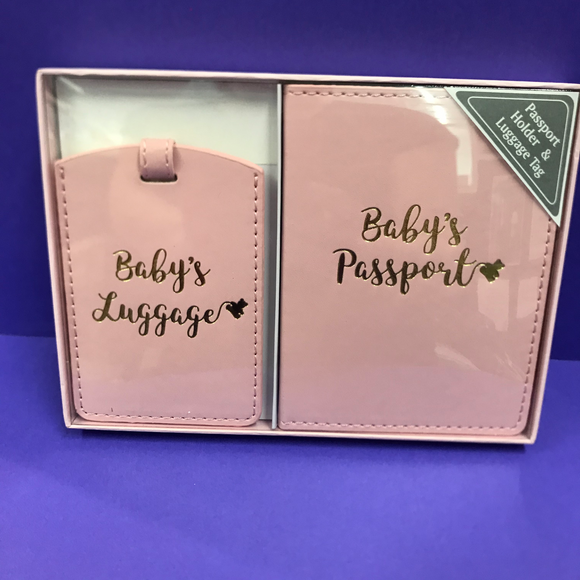 Passport
Holder &
Luggage Tag
Baby's
Luggage
Baby's
Passport